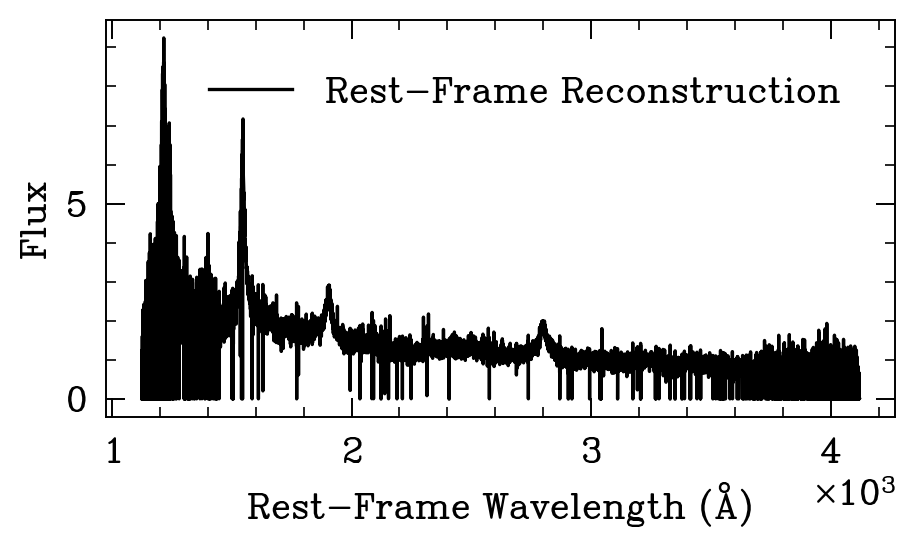 Rest−Frame Reconstruction
Flux
5
0
1 2 3 4
×10³
Rest−Frame Wavelength (Å)